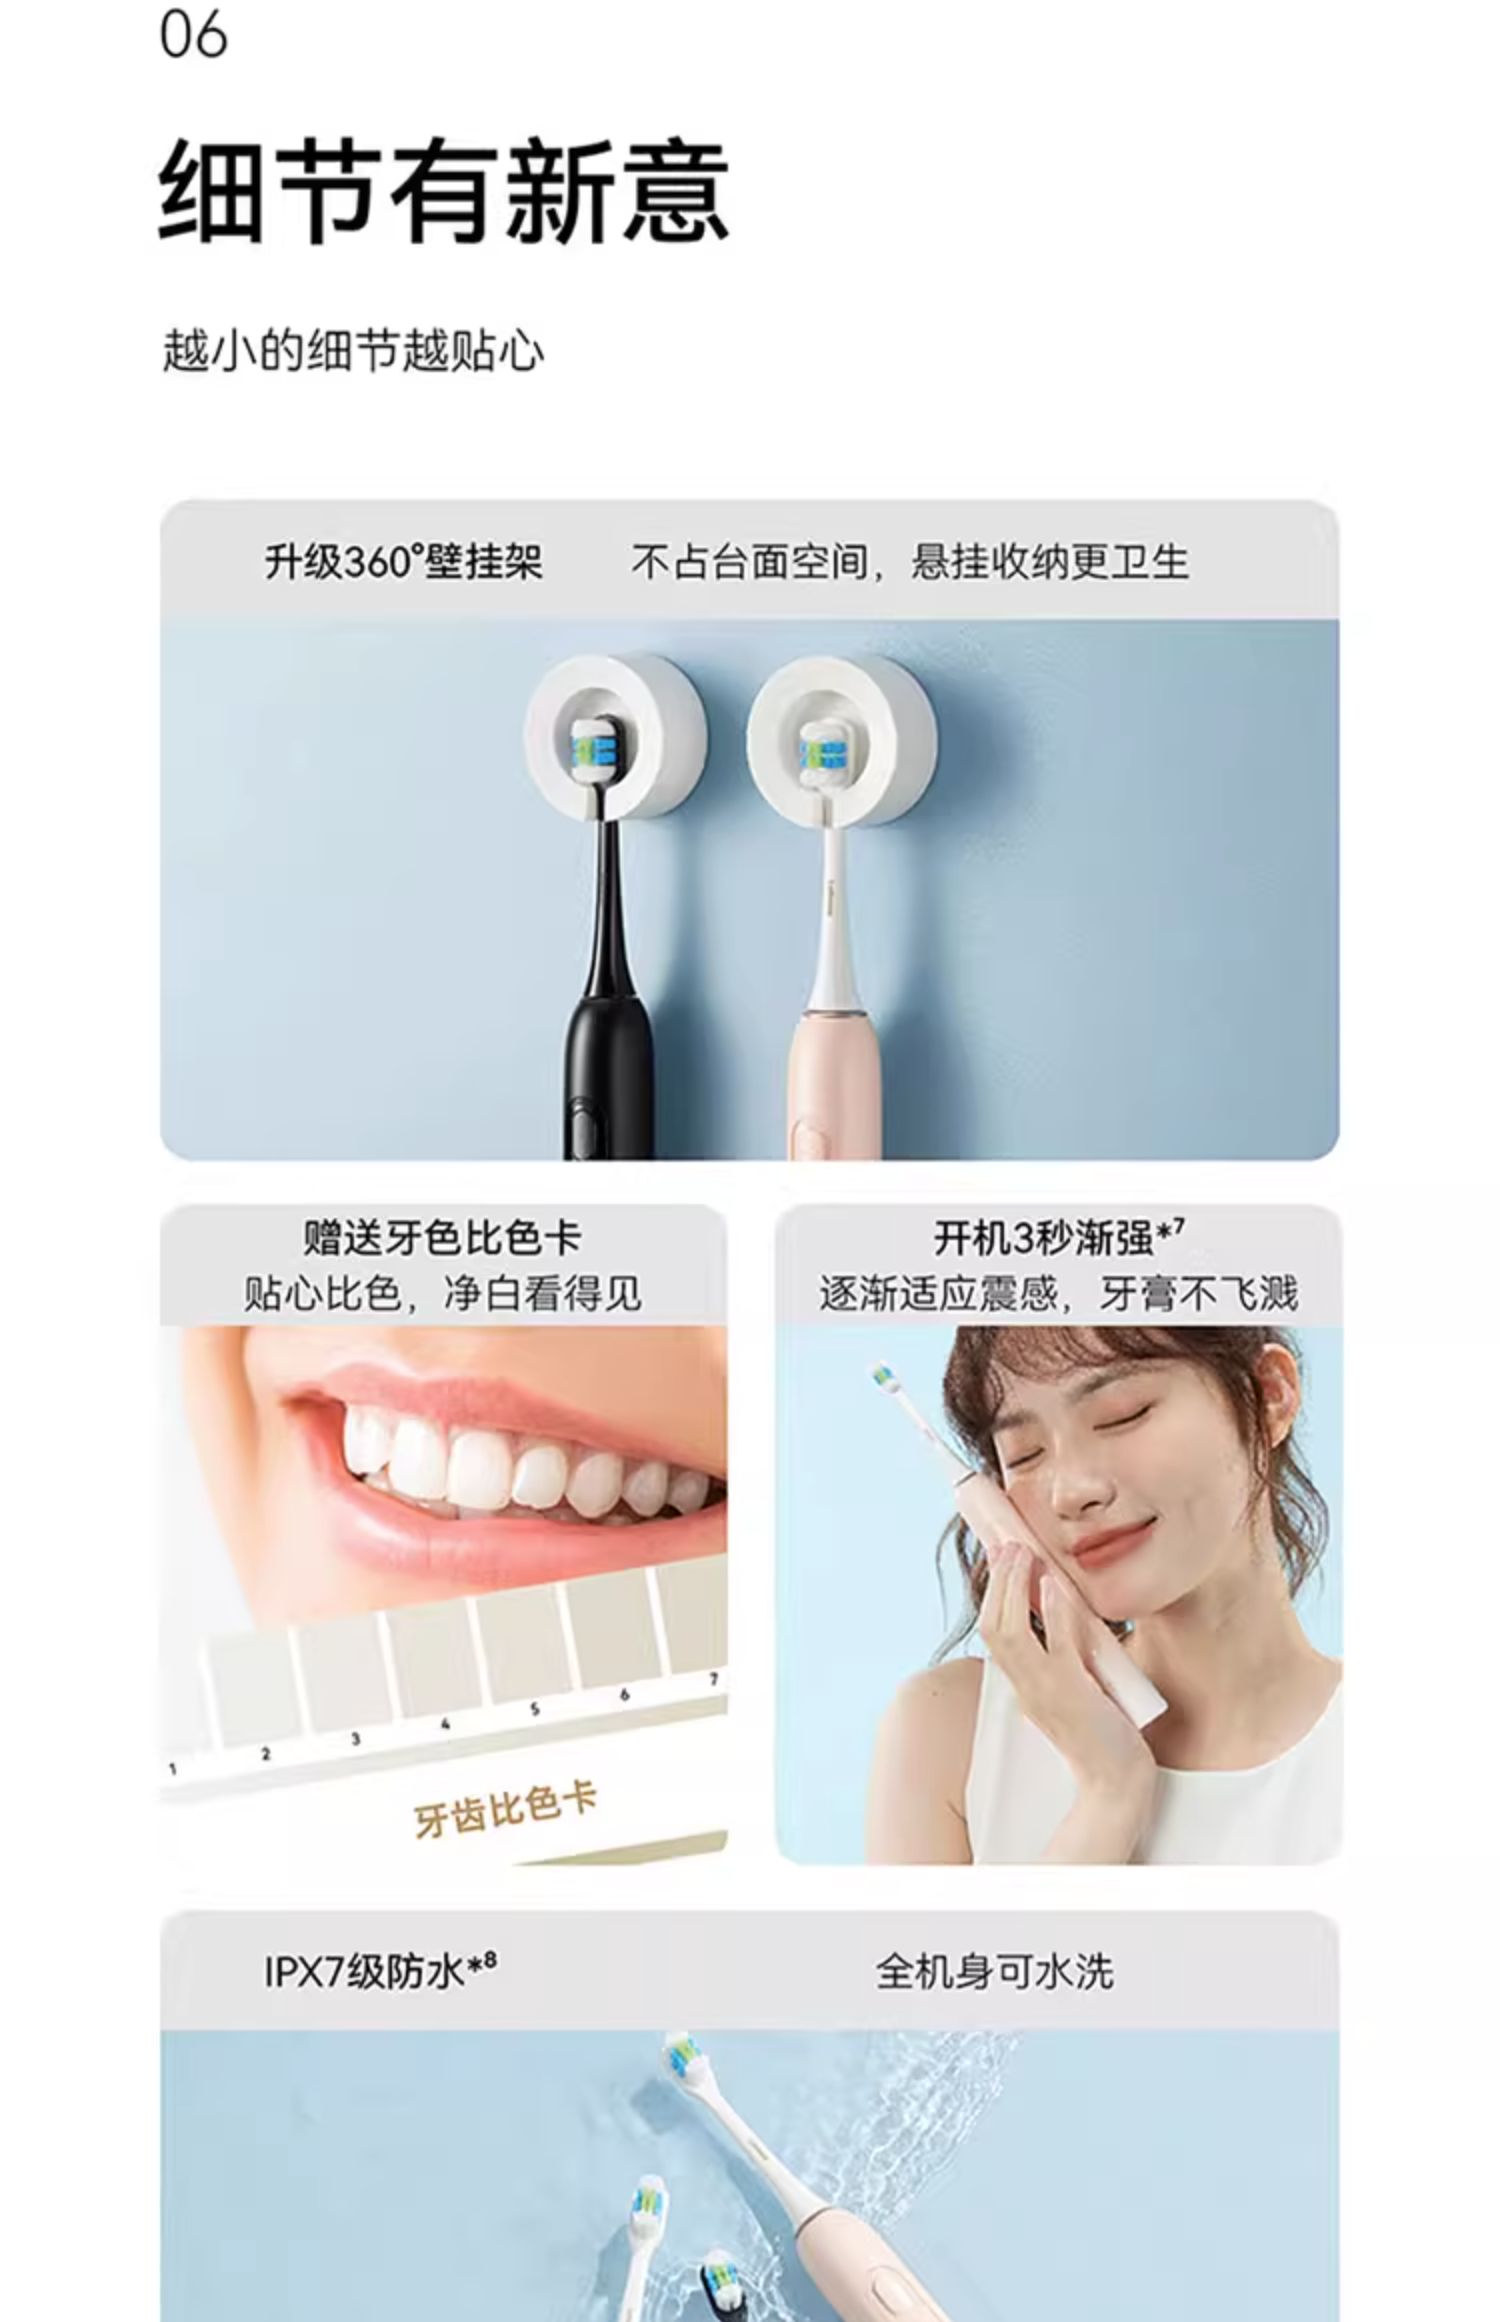 06
细节有新意
越小的细节越贴心
升级360°壁挂架 不占台面空间，悬挂收纳更卫生
赠送牙色比色卡
贴心比色，净白看得见
开机3秒渐强*⁷
逐渐适应震感，牙膏不飞溅
1 2 3 4 5 6 7
牙齿比色卡
IPX7级防水*⁸ 全机身可水洗